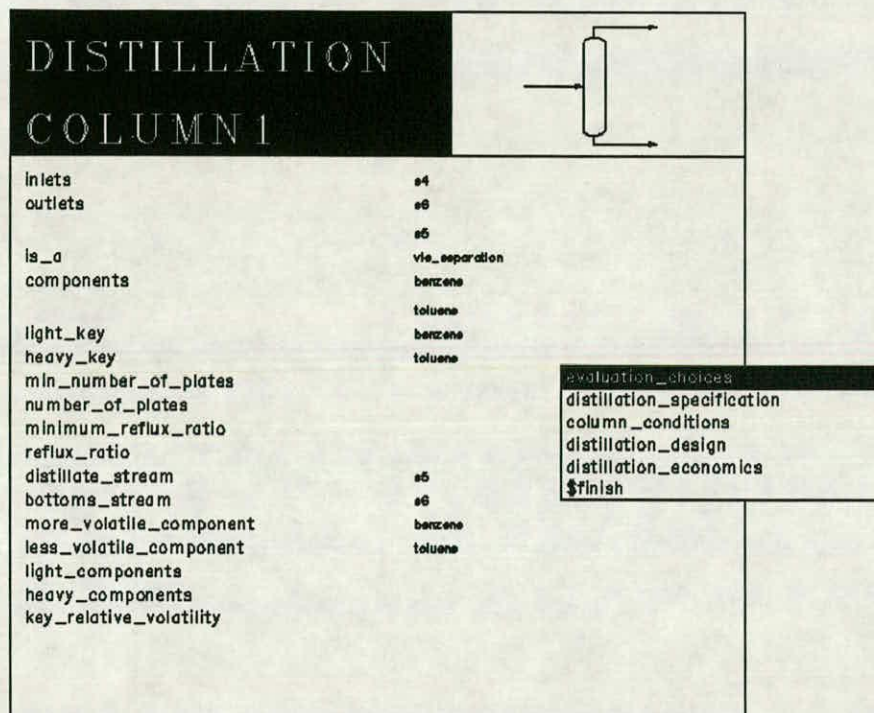 DISTILLATION
COLUMN1
inlets s4
outlets s6
s5
is_a vle_separation
components benzene
toluene
light_key benzene
heavy_key toluene
min_number_of_plates
number_of_plates
minimum_reflux_ratio
reflux_ratio
distillate_stream s5
bottoms_stream s6
more_volatile_component benzene
less_volatile_component toluene
light_components
heavy_components
key_relative_volatility
evaluation_choices
distillation_specification
column_conditions
distillation_design
distillation_economics
$finish